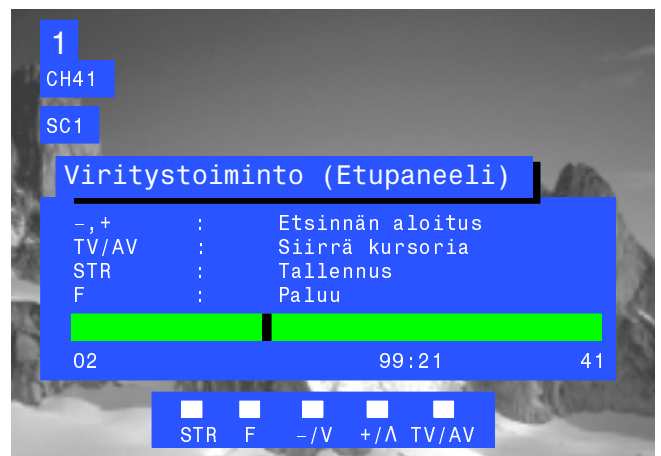 1
CH41
SC1
Viritystoiminto (Etupaneeli)
–,+ : Etsinnän aloitus
TV/AV : Siirrä kursoria
STR : Tallennus
F : Paluu
02 99:21 41
STR F –/V +/Λ TV/AV